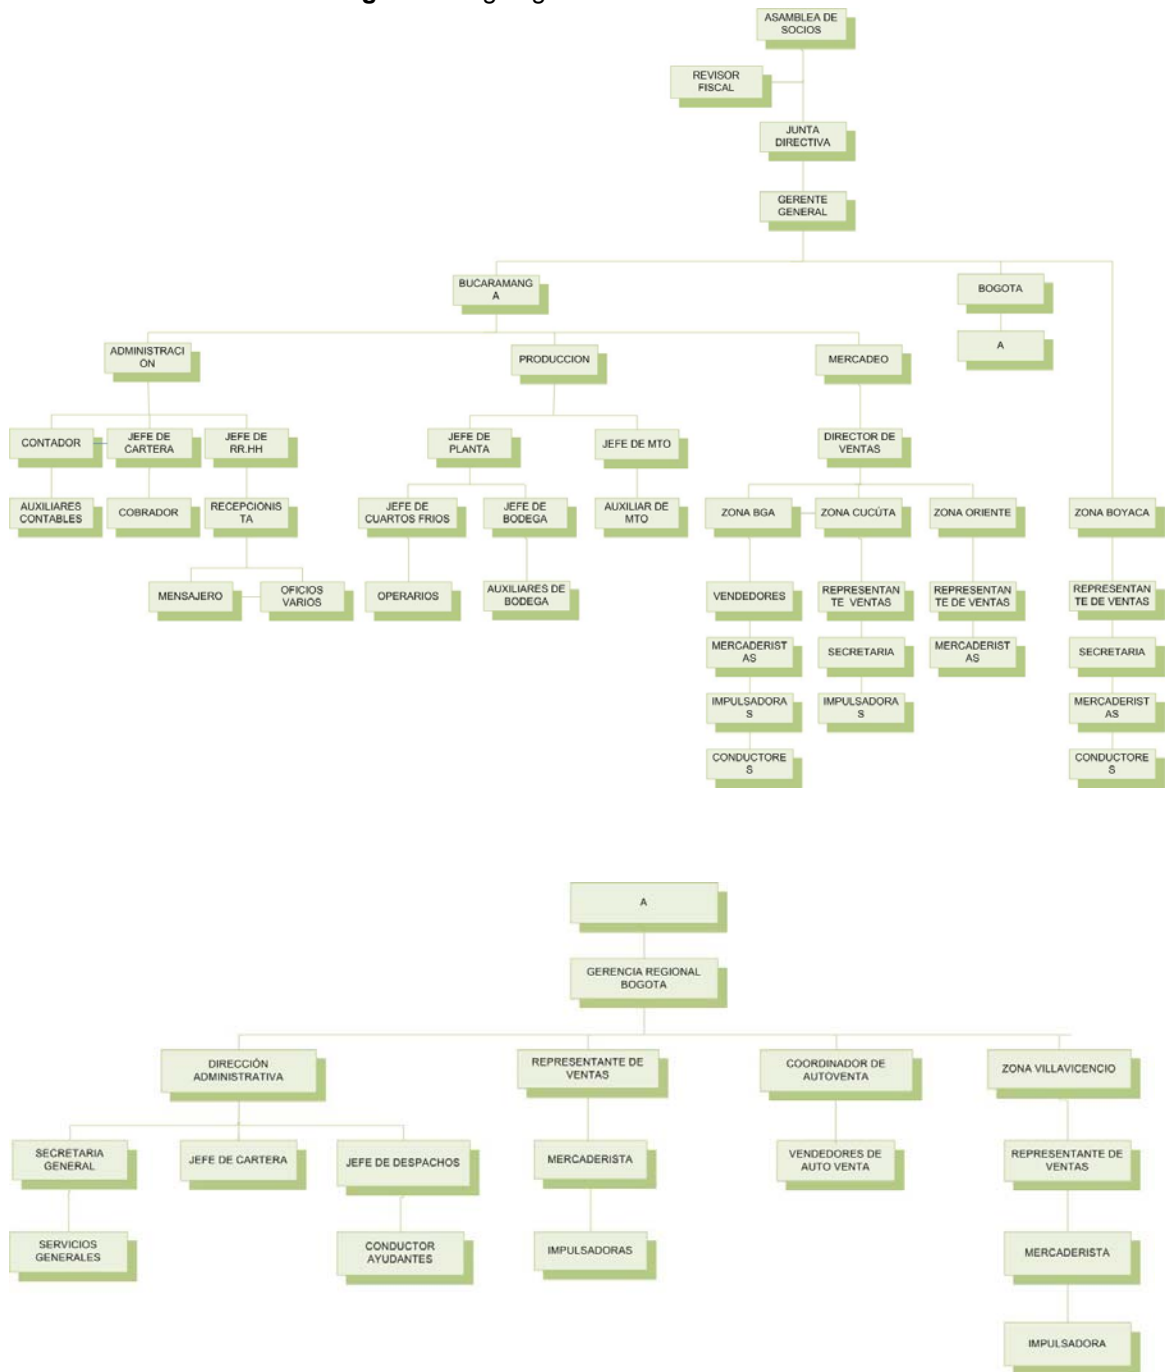 ASAMBLEA DE
SOCIOS
REVISOR
FISCAL
JUNTA
DIRECTIVA
GERENTE
GENERAL
BUCARAMANG
A
BOGOTA
ADMINISTRACI
ÓN
PRODUCCION
MERCADEO
A
CONTADOR
JEFE DE
CARTERA
JEFE DE
RR.HH
JEFE DE
PLANTA
JEFE DE MTO
DIRECTOR DE
VENTAS
AUXILIARES
CONTABLES
COBRADOR
RECEPCIONIS
TA
JEFE DE
CUARTOS FRIOS
JEFE DE
BODEGA
AUXILIAR DE
MTO
ZONA BGA
ZONA CUCÚTA
ZONA ORIENTE
ZONA BOYACA
MENSAJERO
OFICIOS
VARIOS
OPERARIOS
AUXILIARES DE
BODEGA
VENDEDORES
REPRESENTAN
TE VENTAS
REPRESENTAN
TE DE VENTAS
REPRESENTAN
TE DE VENTAS
MERCADERIST
AS
SECRETARIA
MERCADERIST
AS
SECRETARIA
IMPULSADORA
S
IMPULSADORA
S
MERCADERIST
AS
CONDUCTORE
S
CONDUCTORE
S
A
GERENCIA REGIONAL
BOGOTA
DIRECCIÓN
ADMINISTRATIVA
REPRESENTANTE DE
VENTAS
COORDINADOR DE
AUTOVENTA
ZONA VILLAVICENCIO
SECRETARIA
GENERAL
JEFE DE CARTERA
JEFE DE DESPACHOS
MERCADERISTA
VENDEDORES DE
AUTO VENTA
REPRESENTANTE DE
VENTAS
SERVICIOS
GENERALES
CONDUCTOR
AYUDANTES
IMPULSADORAS
MERCADERISTA
IMPULSADORA